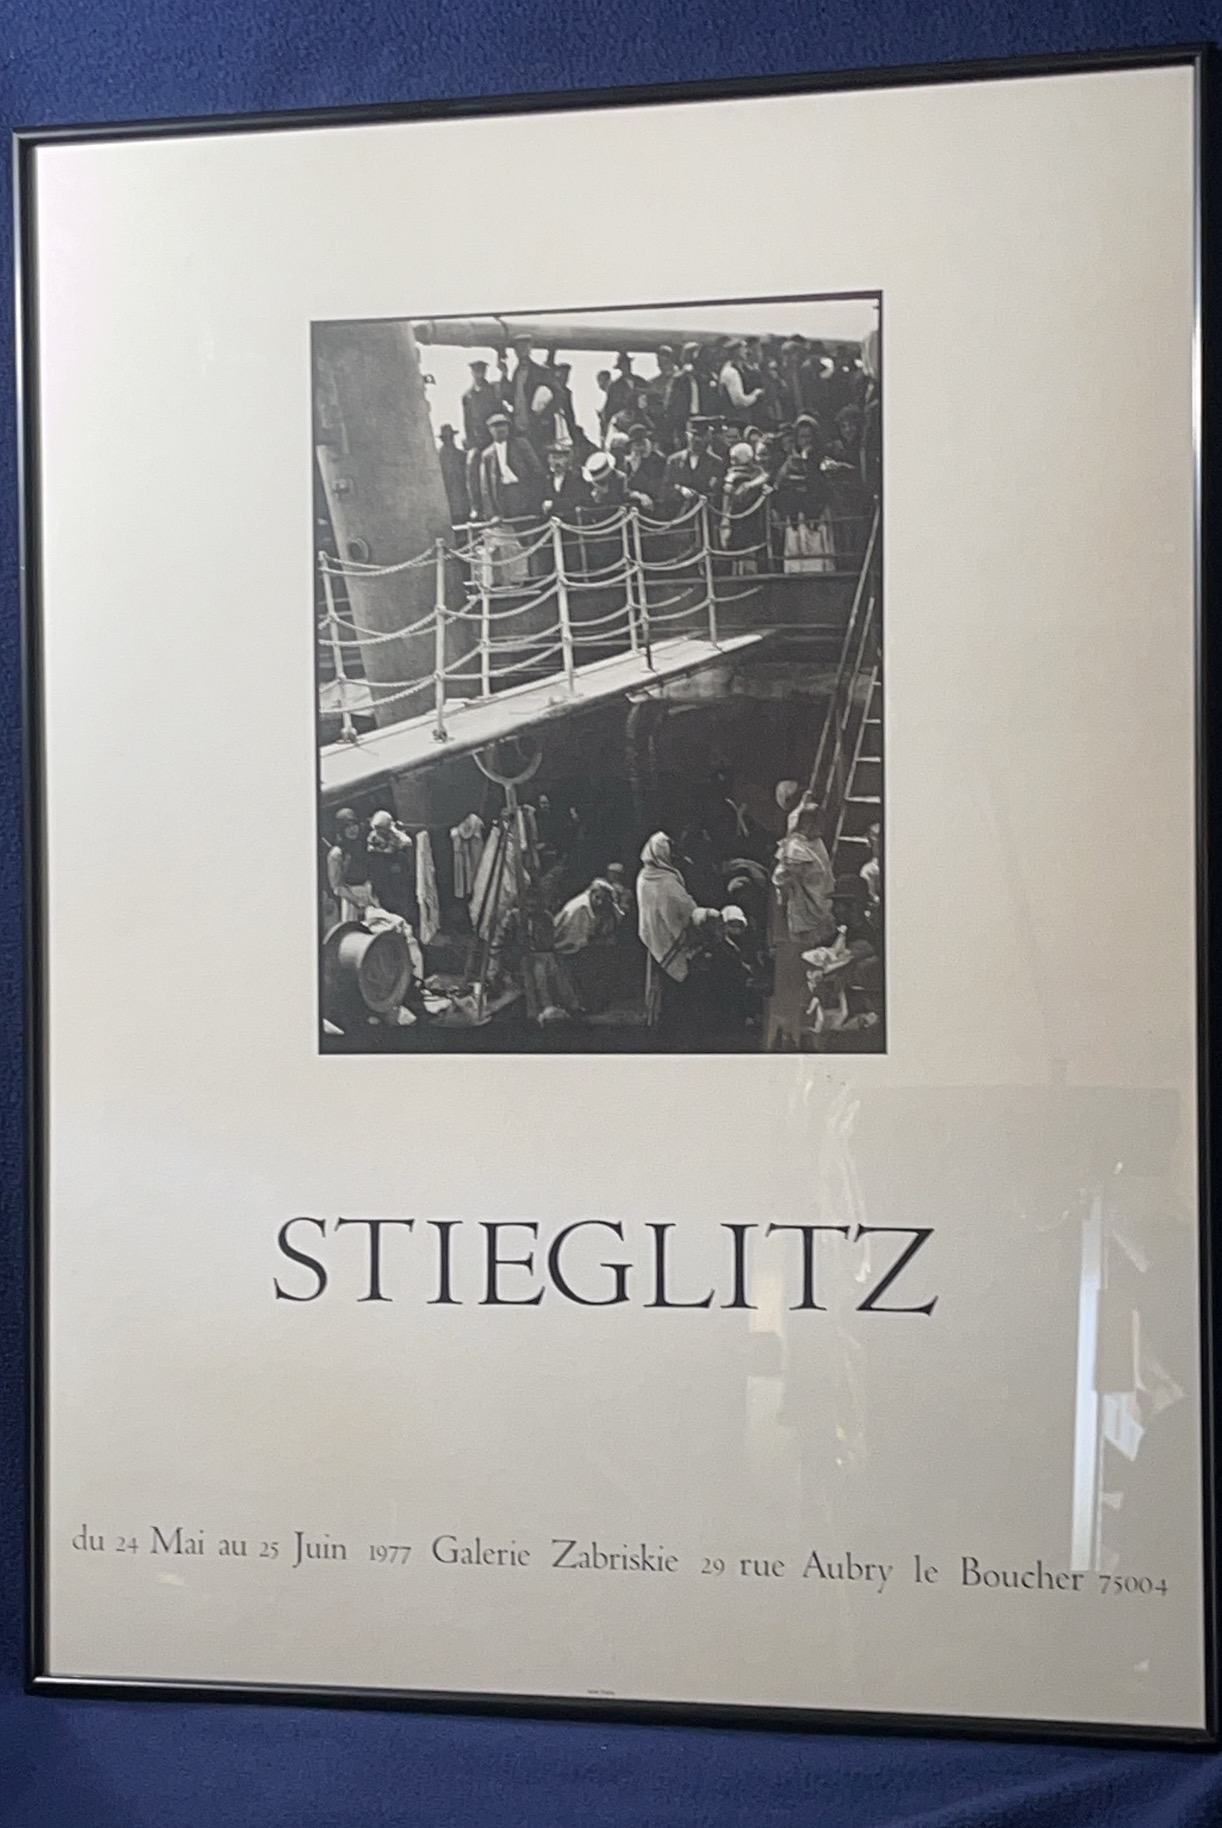 STIEGLITZ
du 24 Mai au 25 Juin 1977 Galerie Zabriskie 29 rue Aubry le Boucher 75004